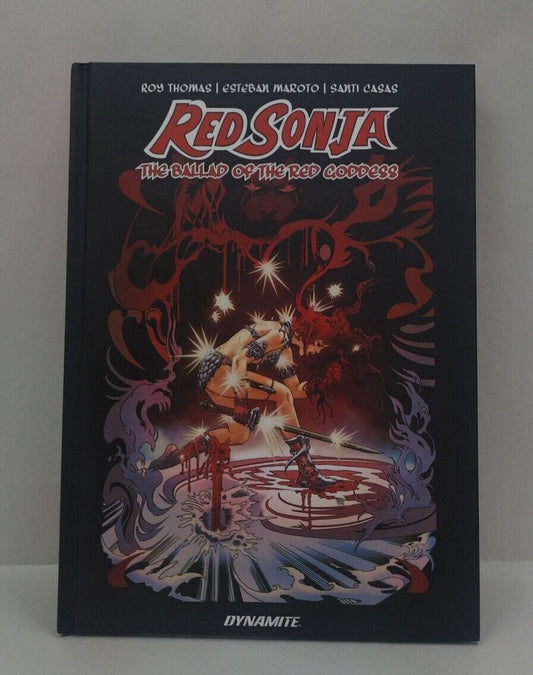 ROY THOMAS | ESTEBAN MAROTO | SANTI CASAS
RED SONJA
THE BALLAD OF THE RED GODDESS
DYNAMITE.